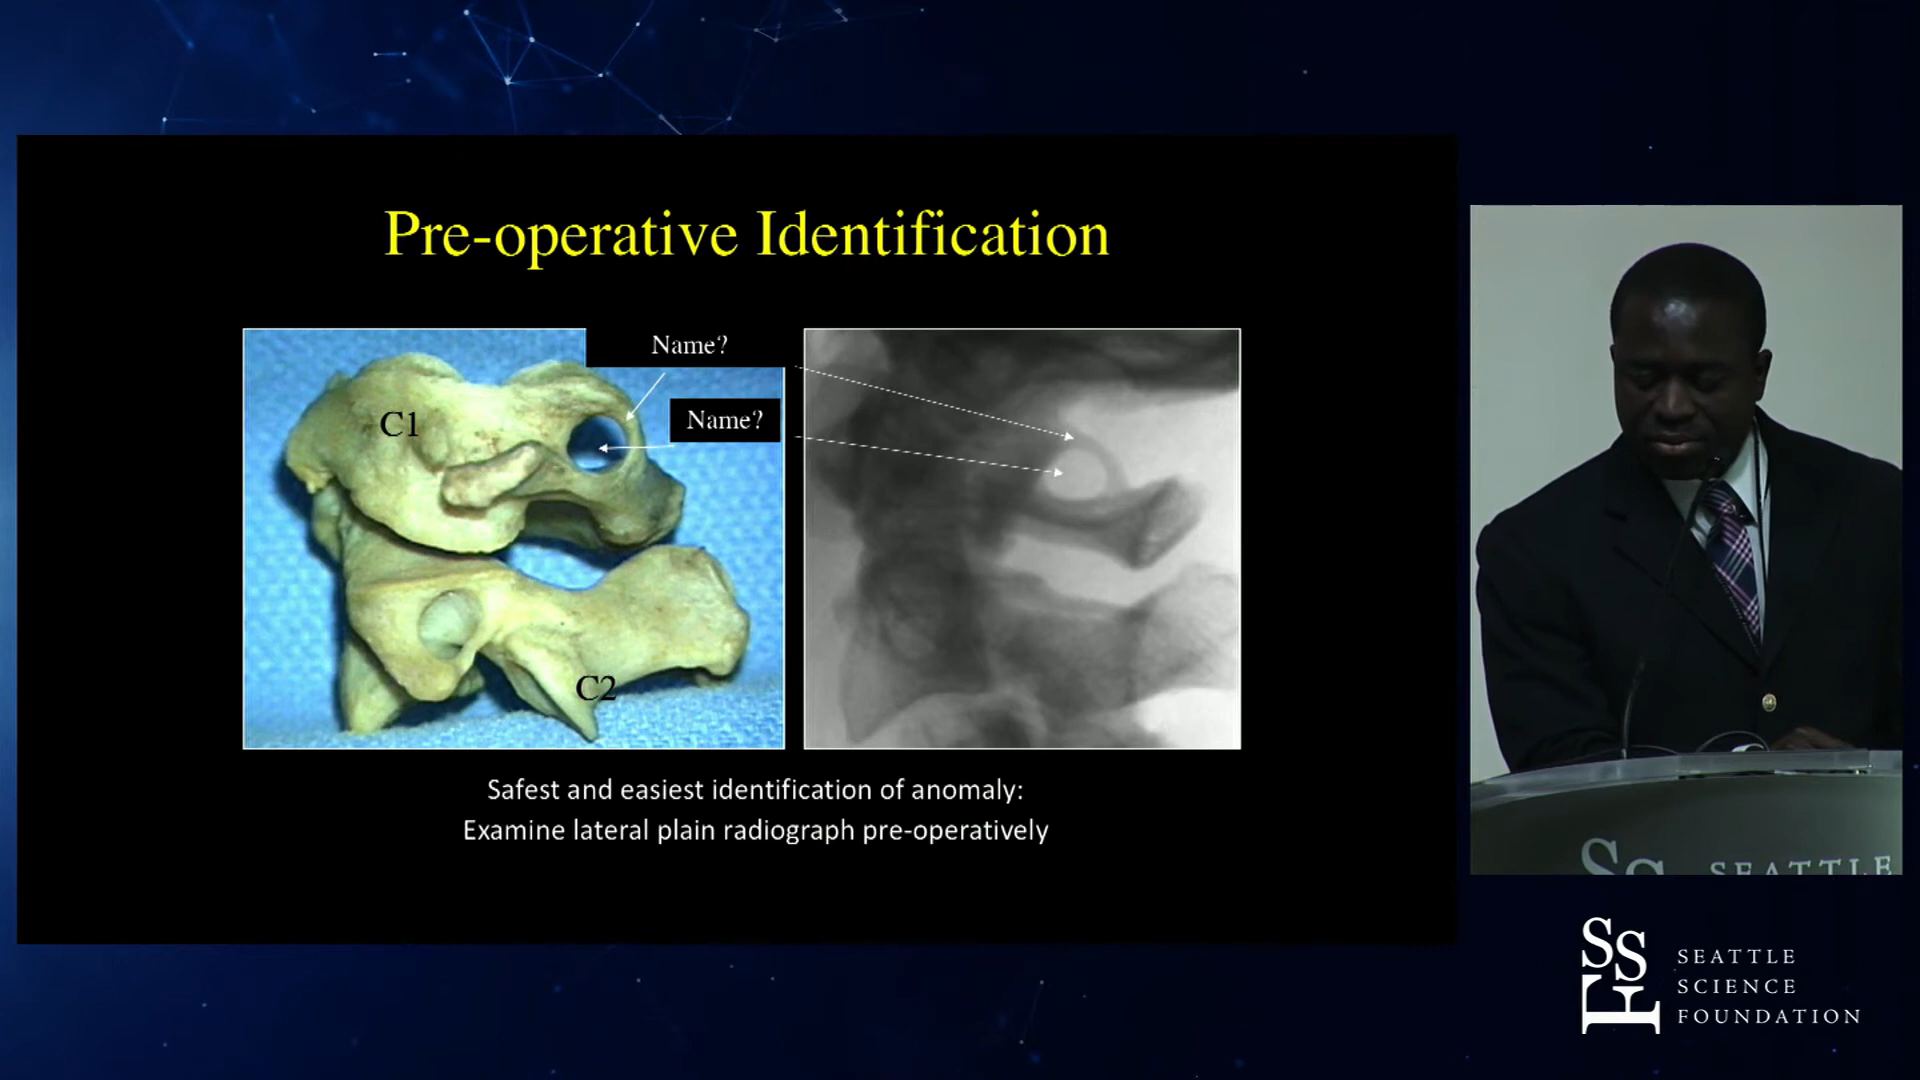 Pre-operative Identification
Name?
Name?
C1
C2
Safest and easiest identification of anomaly:
Examine lateral plain radiograph pre-operatively
SEATTLE
SSF
SEATTLE
SCIENCE
FOUNDATION